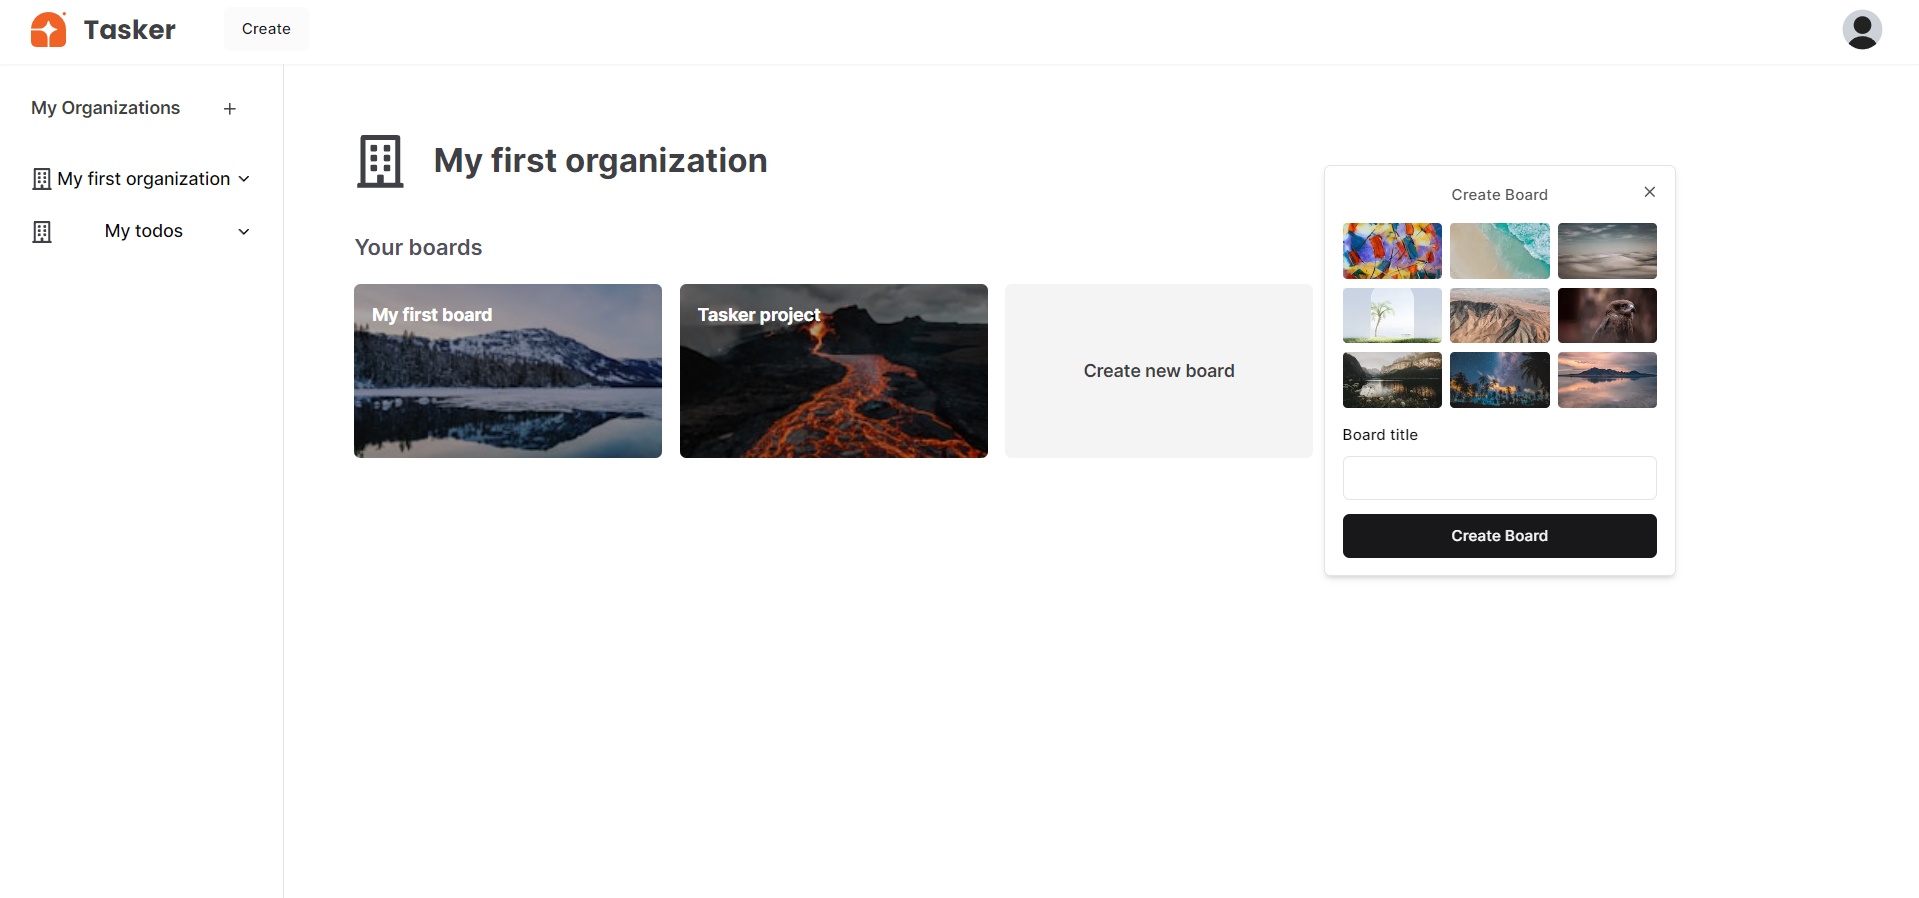 Tasker
Create
My Organizations
My first organization
My todos
My first organization
Your boards
My first board
Tasker project
Create new board
Create Board
Board title
Create Board